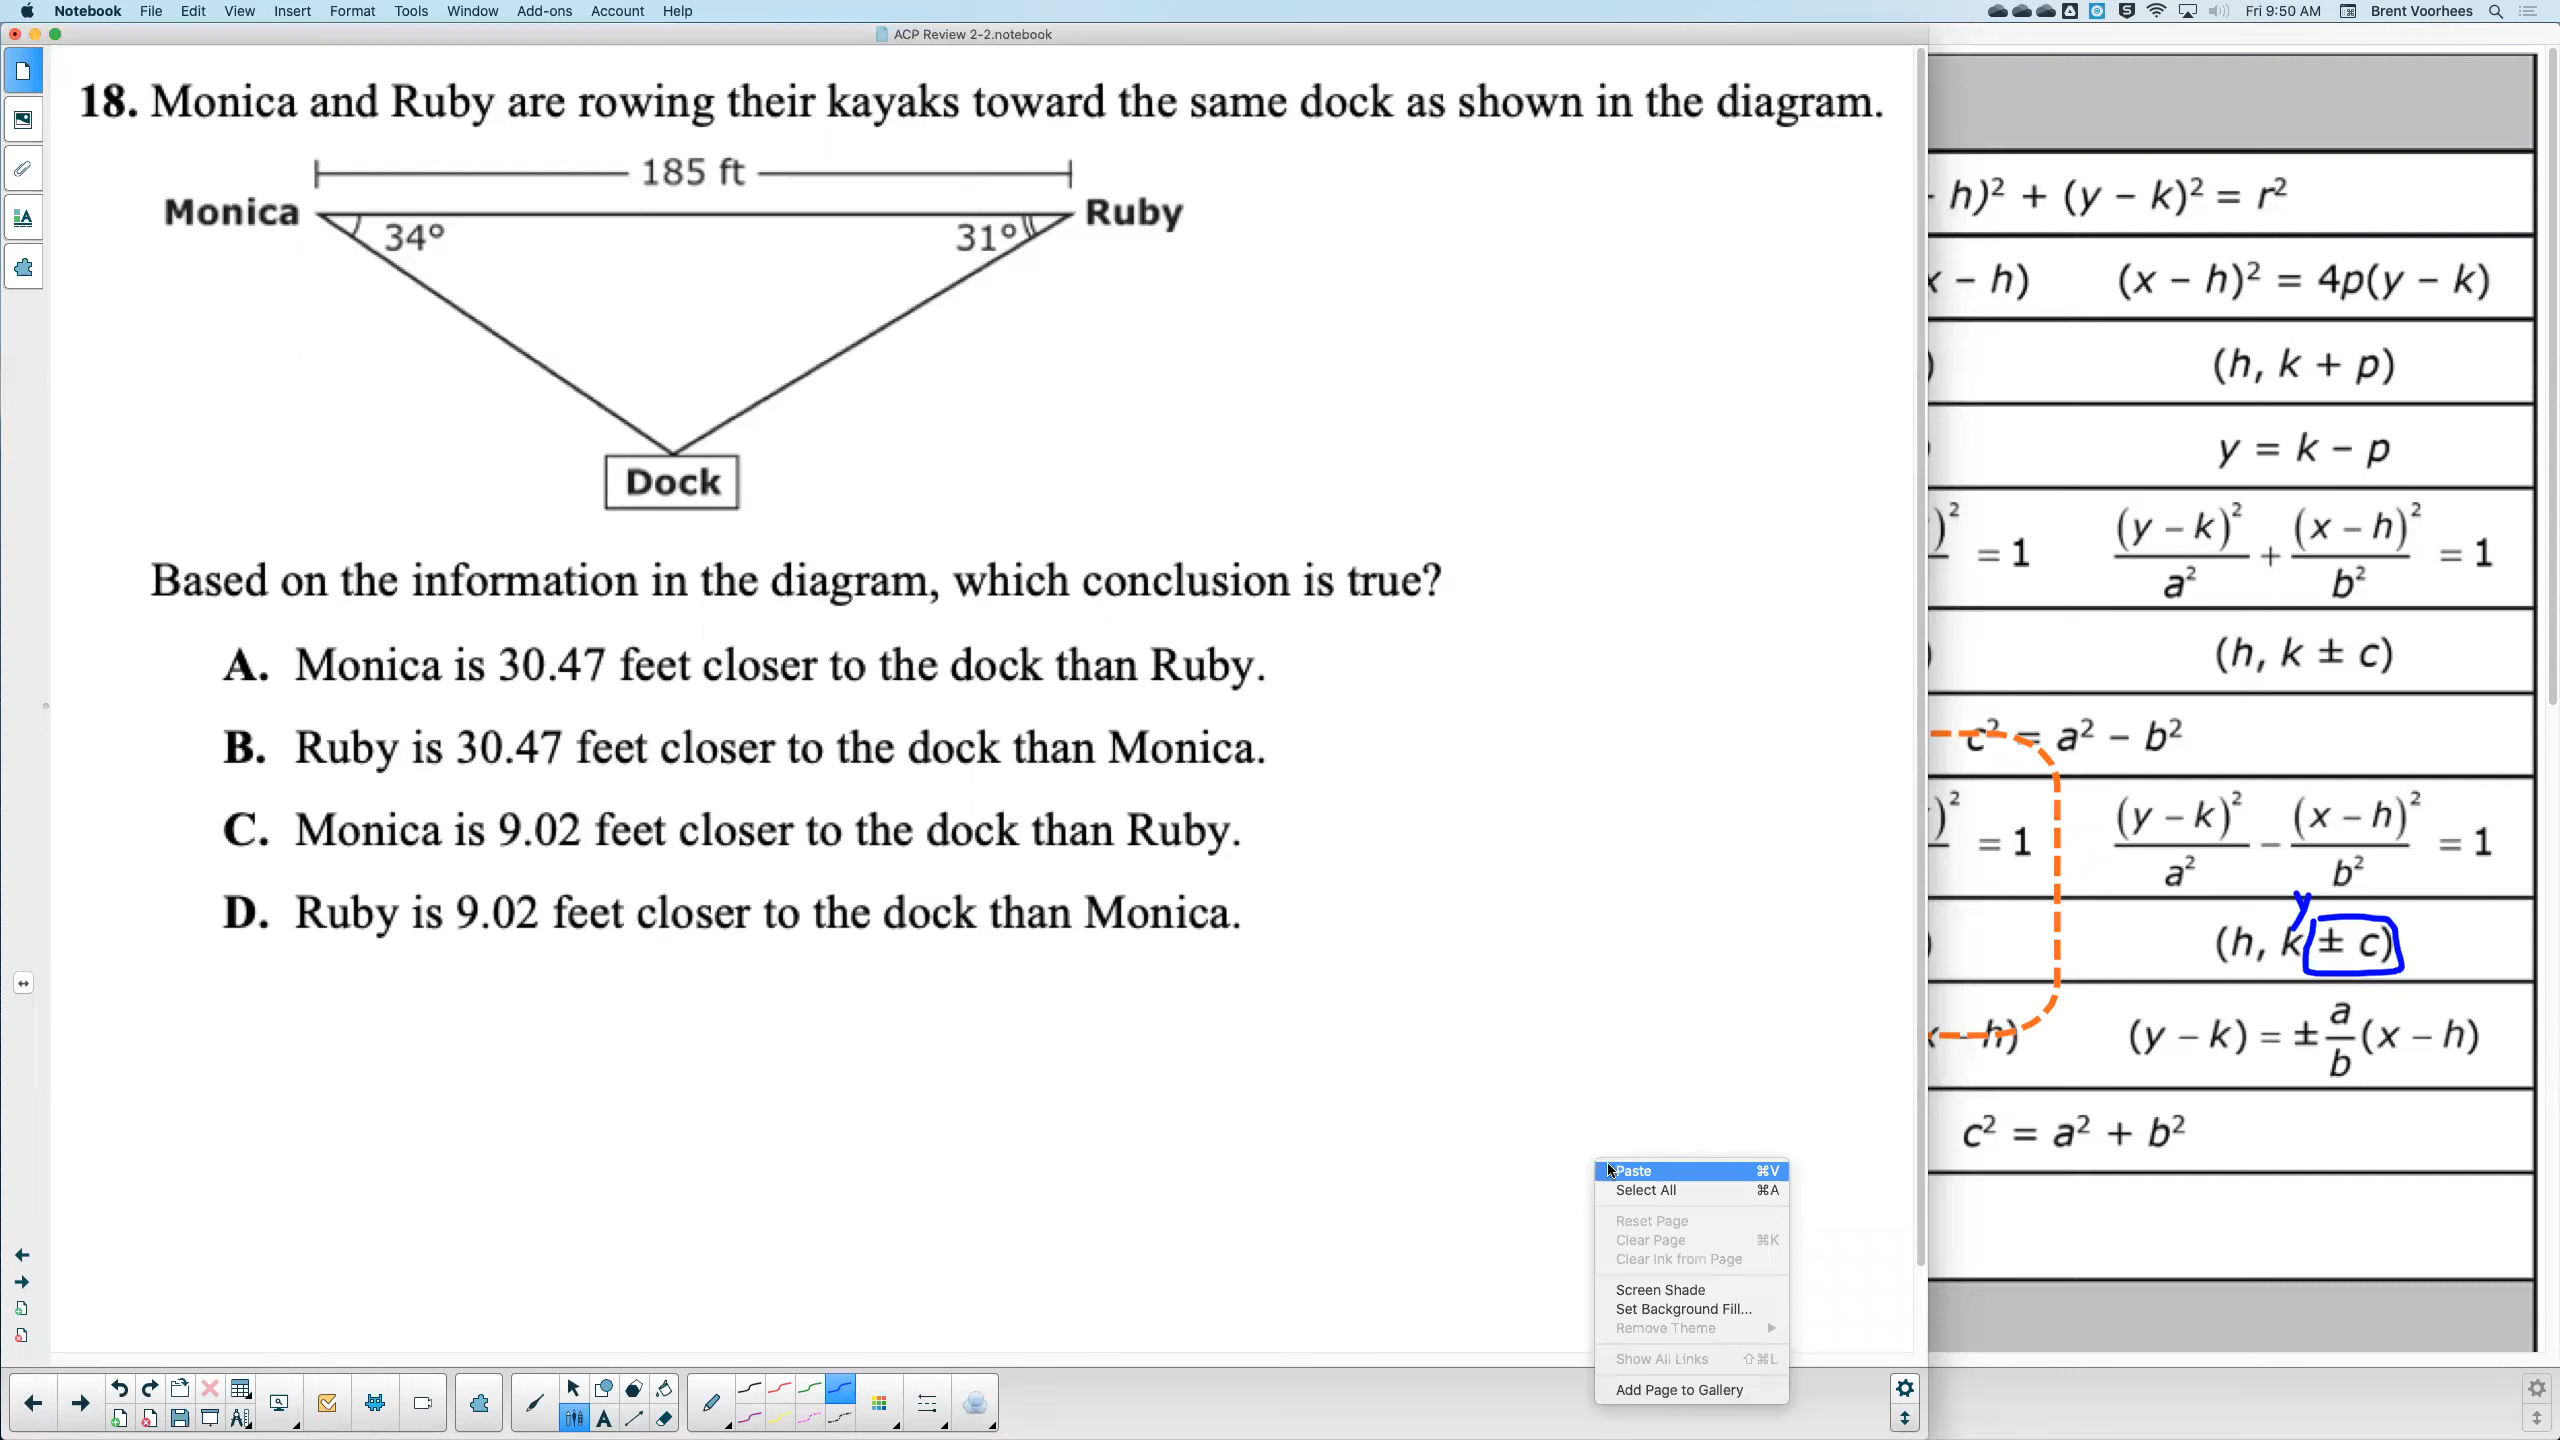 Notebook File Edit View Insert Format Tools Window Add-ons Account Help
Fri 9:50 AM Brent Voorhees
ACP Review 2-2.notebook
18. Monica and Ruby are rowing their kayaks toward the same dock as shown in the diagram.
185 ft
Monica
Ruby
34°
31°
Dock
Based on the information in the diagram, which conclusion is true?
A. Monica is 30.47 feet closer to the dock than Ruby.
B. Ruby is 30.47 feet closer to the dock than Monica.
C. Monica is 9.02 feet closer to the dock than Ruby.
D. Ruby is 9.02 feet closer to the dock than Monica.
h)² + (y − k)² = r²
− h) (x − h)² = 4p(y − k)
) (h, k + p)
y = k − p
)² = 1 (y − k)²/a² + (x − h)²/b² = 1
) (h, k ± c)
c² = a² − b²
)² = 1 (y − k)²/a² − (x − h)²/b² = 1
y
) (h, k ± c)
− h) (y − k) = ± a/b (x − h)
c² = a² + b²
Paste ⌘V
Select All ⌘A
Reset Page
Clear Page ⌘K
Clear Ink from Page
Screen Shade
Set Background Fill...
Remove Theme
Show All Links ⇧⌘L
Add Page to Gallery